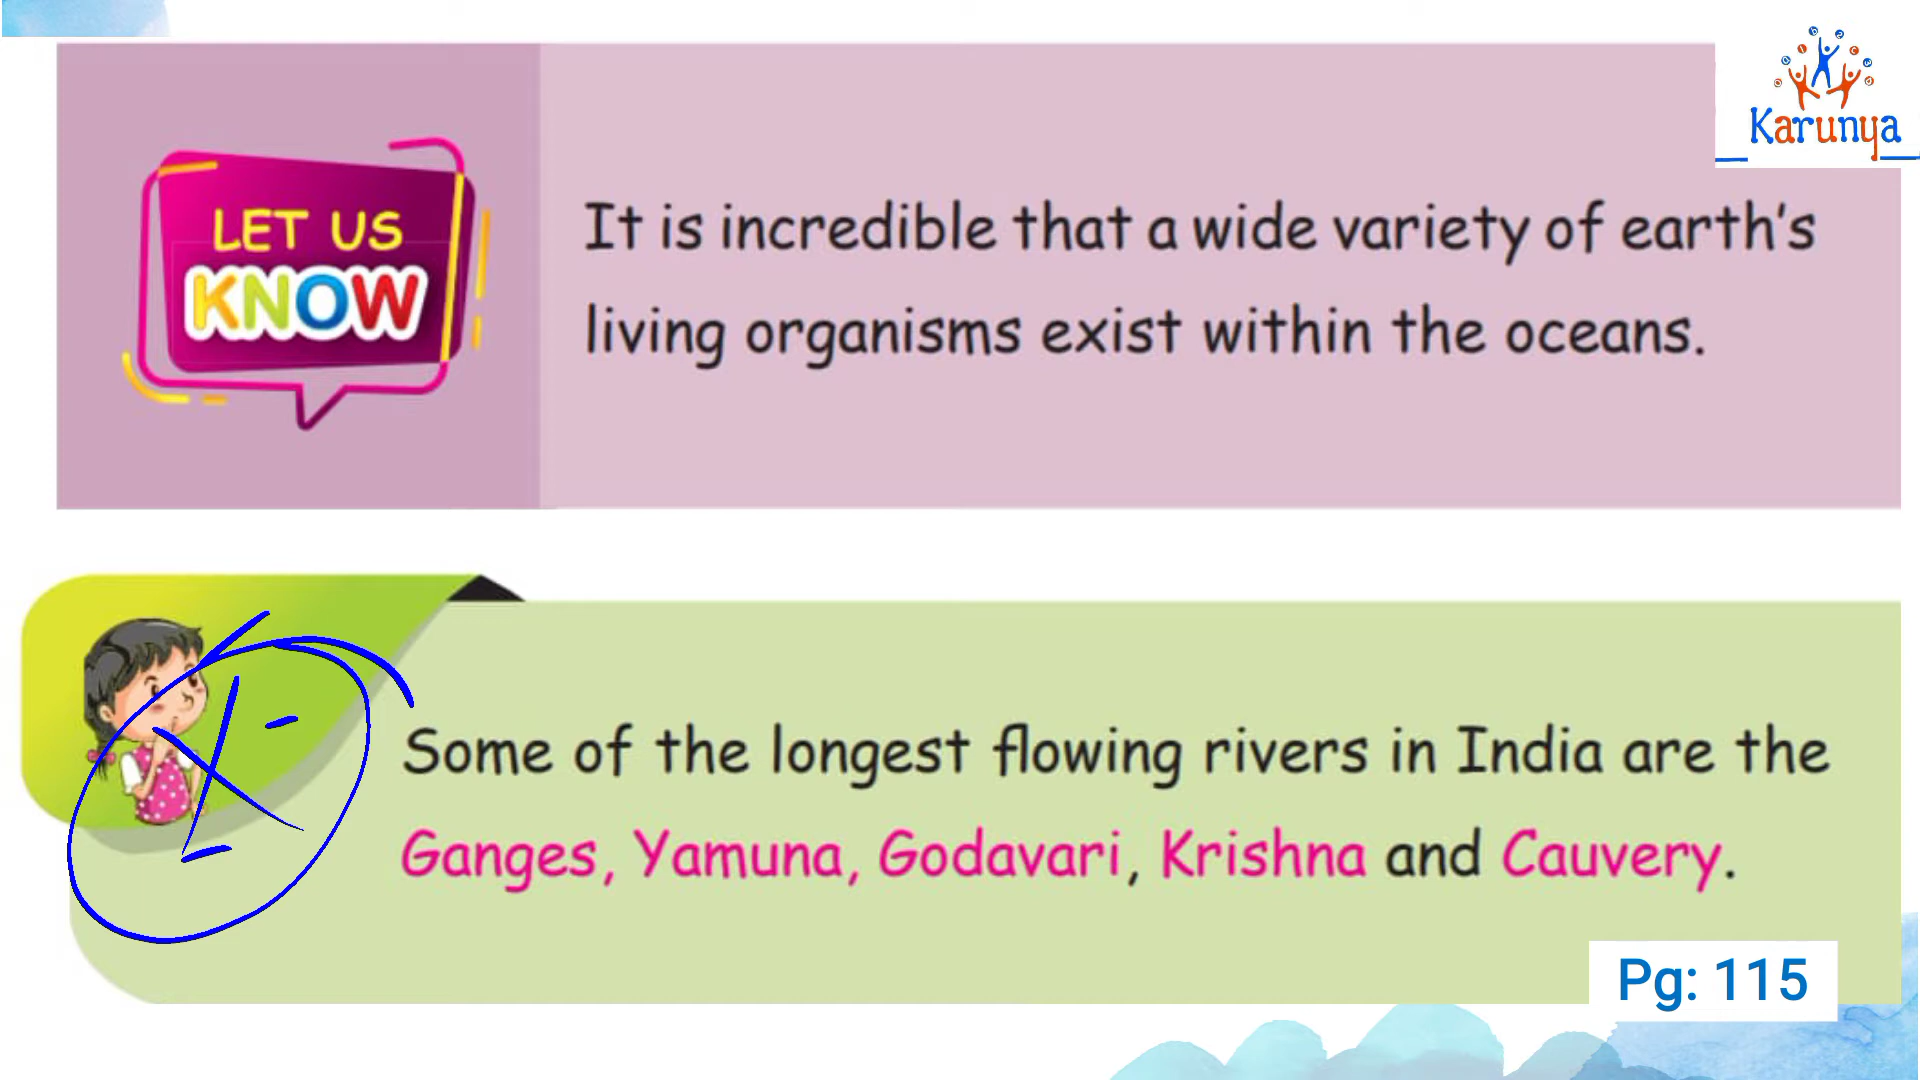 Karunya
LET US
KNOW
It is incredible that a wide variety of earth's
living organisms exist within the oceans.
Some of the longest flowing rivers in India are the
Ganges, Yamuna, Godavari, Krishna and Cauvery.
Pg: 115